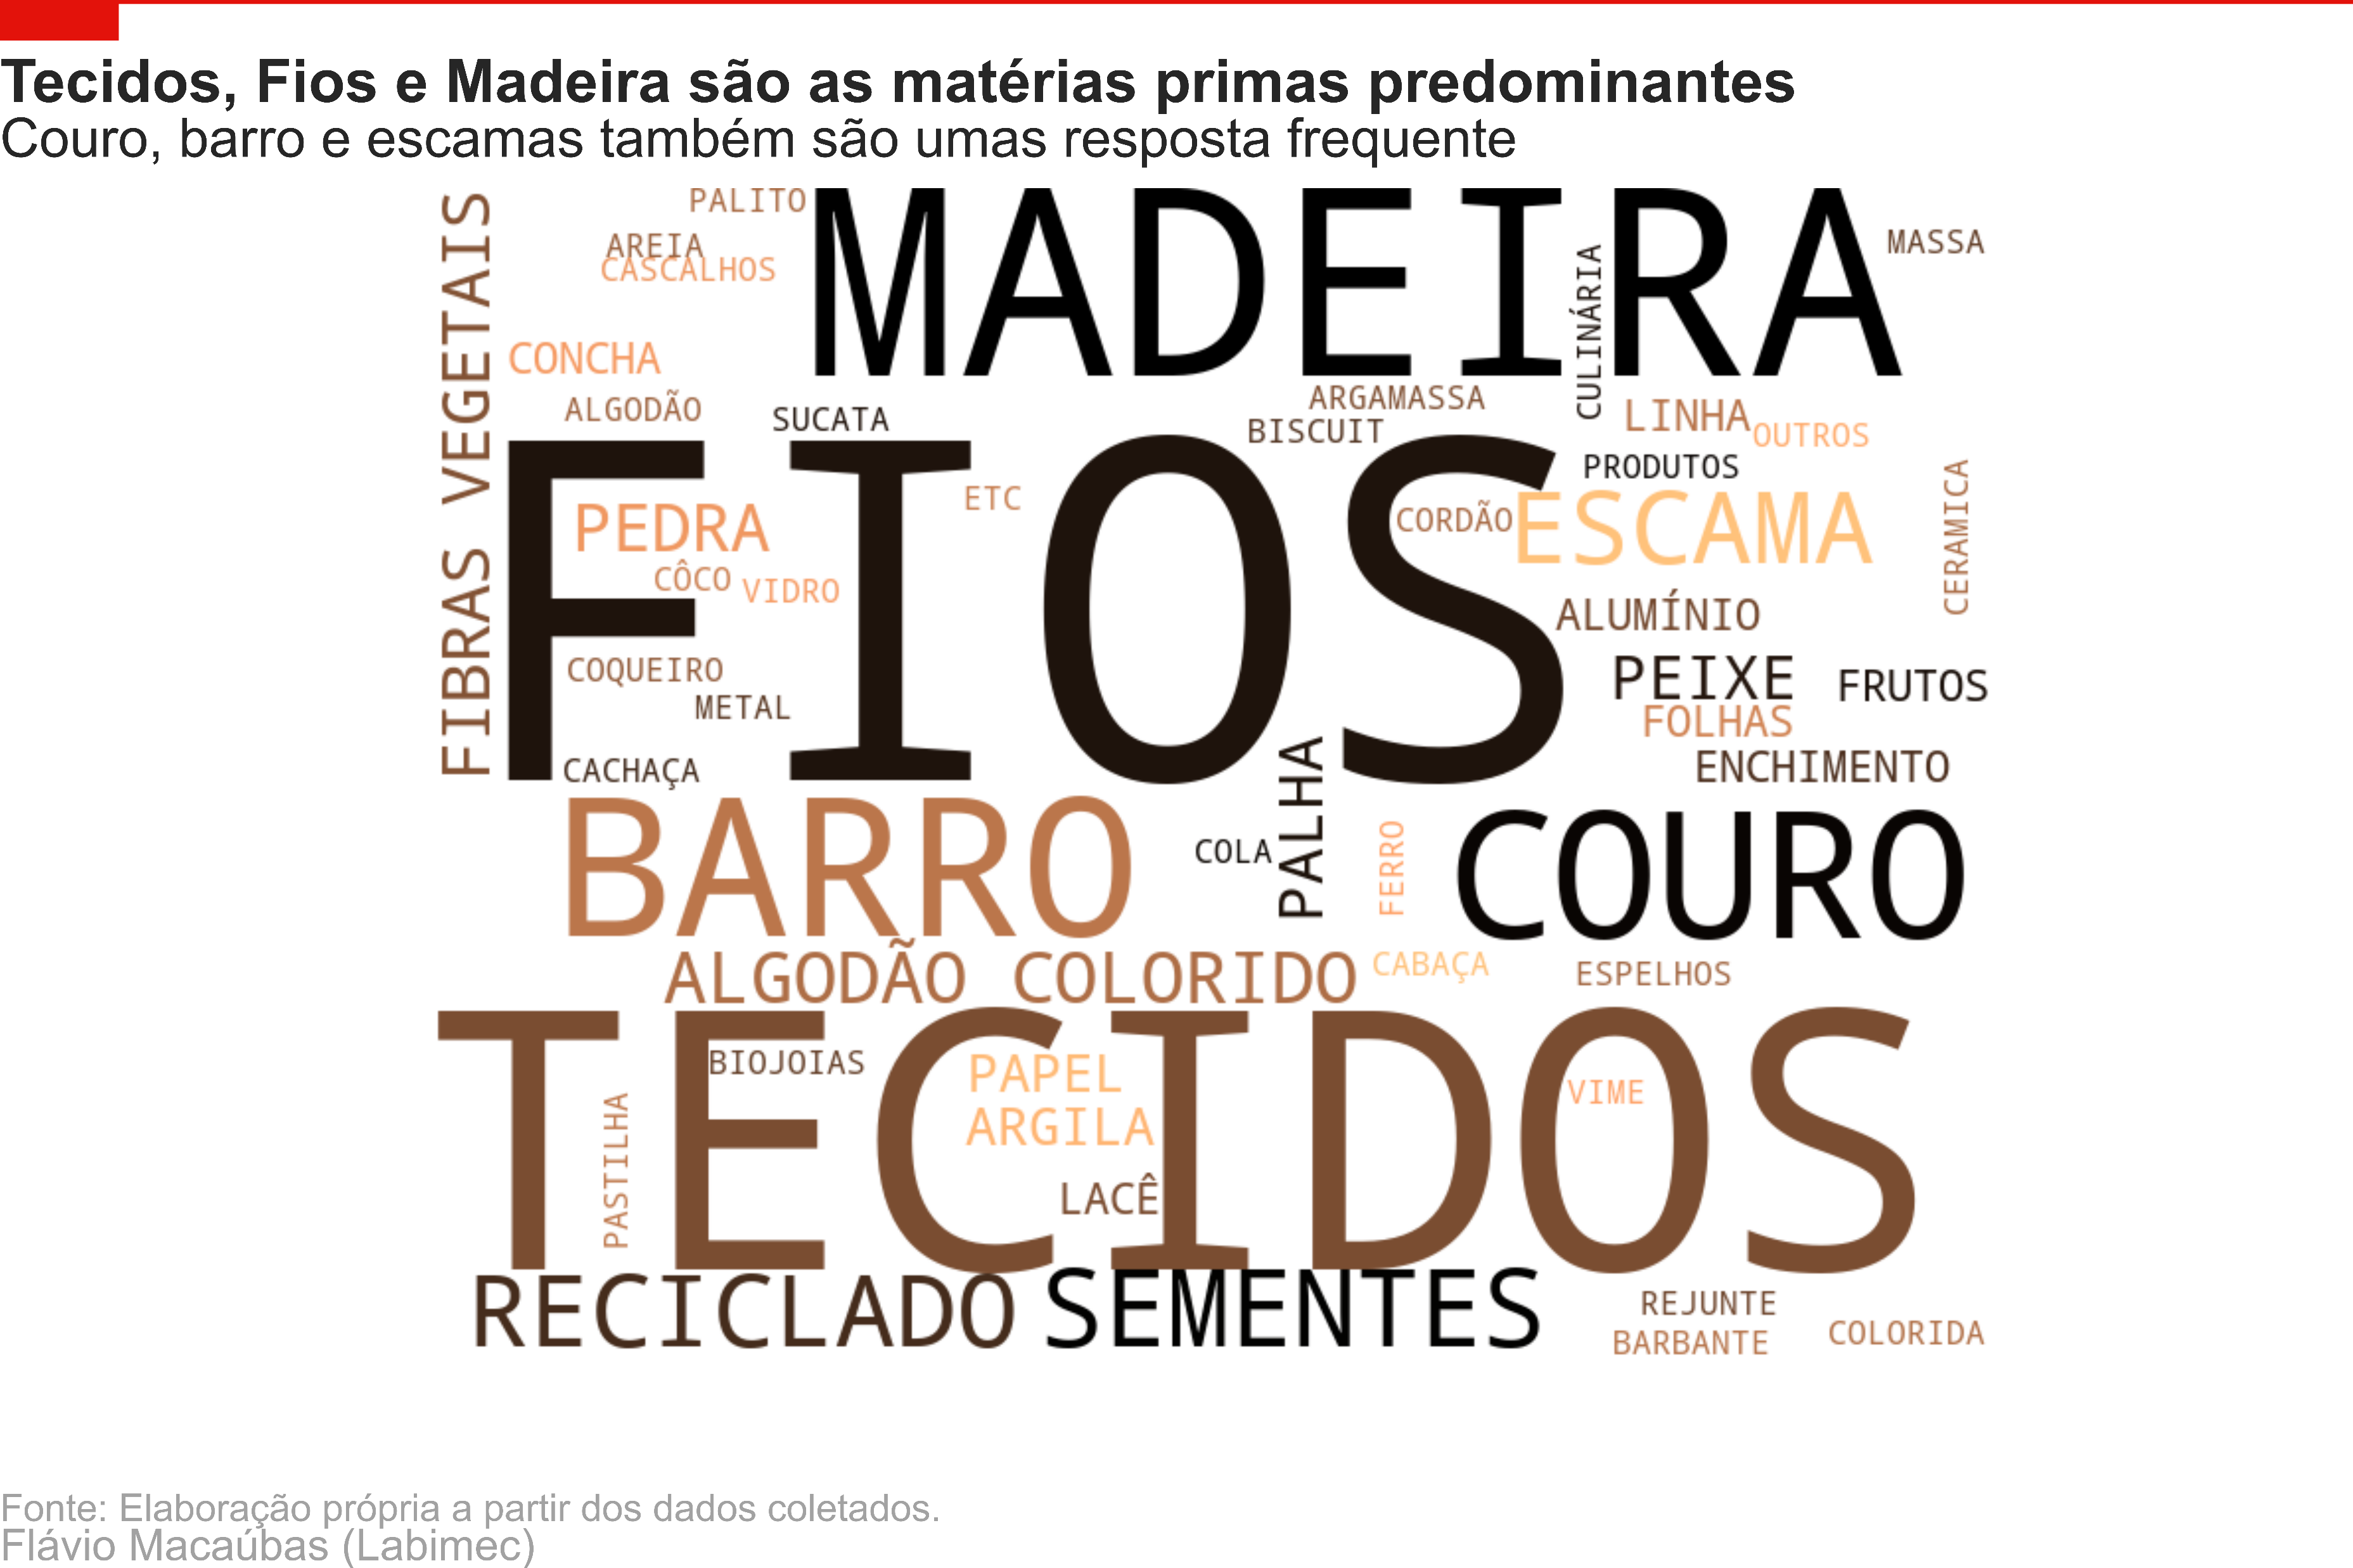 Tecidos, Fios e Madeira são as matérias primas predominantes
Couro, barro e escamas também são umas resposta frequente
FIBRAS VEGETAIS
PALITO
MADEIRA
MASSA
AREIA
CASCALHOS
CULINÁRIA
CONCHA
ALGODÃO
SUCATA
ARGAMASSA
BISCUIT
LINHA
OUTROS
FIOS
PRODUTOS
CERAMICA
PEDRA
ETC
CORDÃO
ESCAMA
CÔCO
VIDRO
ALUMÍNIO
COQUEIRO
METAL
PEIXE
FRUTOS
FOLHAS
CACHAÇA
ENCHIMENTO
BARRO
COLA
PALHA
FERRO
COURO
ALGODÃO COLORIDO
CABAÇA
ESPELHOS
TECIDOS
BIOJOIAS
PAPEL
VIME
PASTILHA
ARGILA
LACÊ
RECICLADO
SEMENTES
REJUNTE
BARBANTE
COLORIDA
Fonte: Elaboração própria a partir dos dados coletados.
Flávio Macaúbas (Labimec)